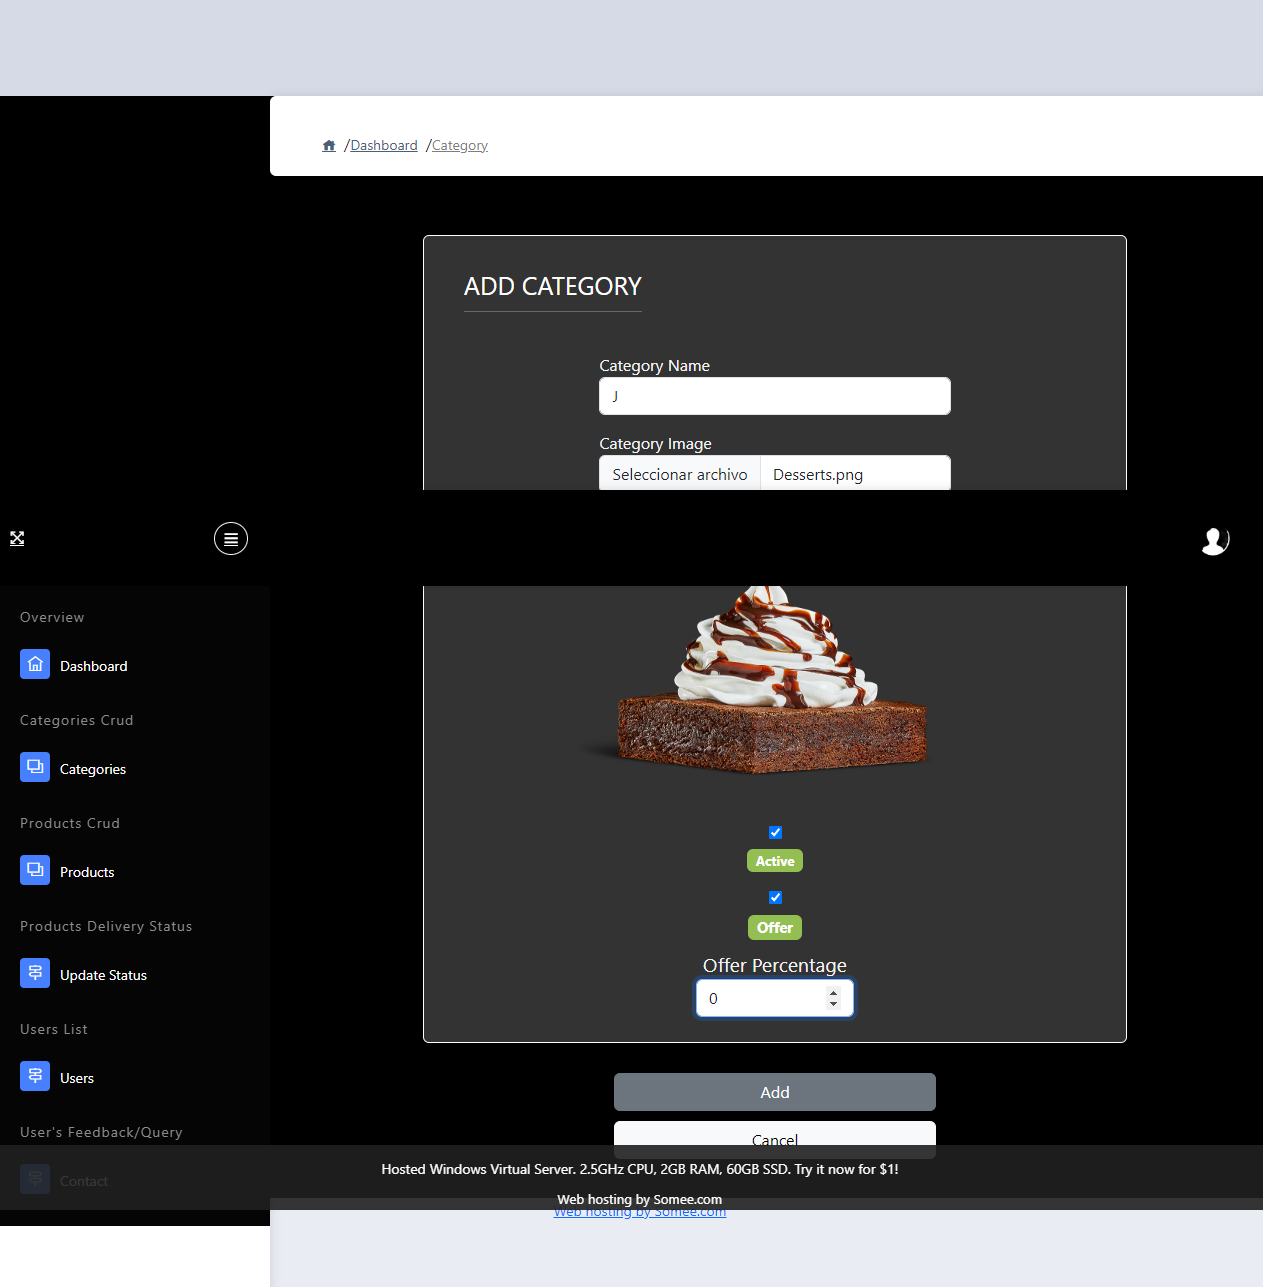 /Dashboard /Category
ADD CATEGORY
Category Name
J
Category Image
Seleccionar archivo Desserts.png
Overview
Dashboard
Categories Crud
Categories
Products Crud
Products
Products Delivery Status
Update Status
Users List
Users
User's Feedback/Query
Contact
Active
Offer
Offer Percentage
0
Add
Cancel
Hosted Windows Virtual Server. 2.5GHz CPU, 2GB RAM, 60GB SSD. Try it now for $1!
Web hosting by Somee.com
Web hosting by Somee.com